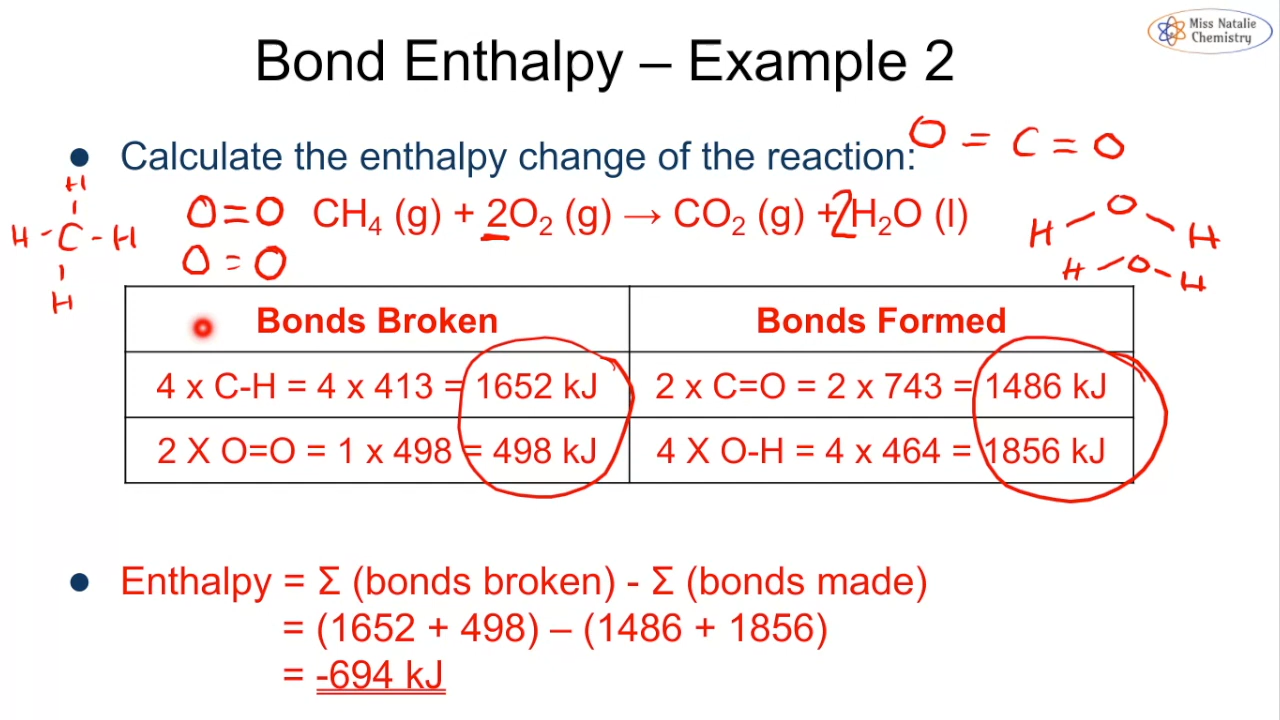 Miss Natalie
Chemistry
Bond Enthalpy – Example 2
● Calculate the enthalpy change of the reaction:
O = C = O
H
H - C - H
H
O=O
O=O
CH₄ (g) + 2O₂ (g) → CO₂ (g) +2H₂O (l)
O
H H
H - O - H
Bonds Broken Bonds Formed
4 x C-H = 4 x 413 = 1652 kJ 2 x C=O = 2 x 743 = 1486 kJ
2 X O=O = 1 x 498 = 498 kJ 4 X O-H = 4 x 464 = 1856 kJ
● Enthalpy = Σ (bonds broken) - Σ (bonds made)
= (1652 + 498) – (1486 + 1856)
= -694 kJ